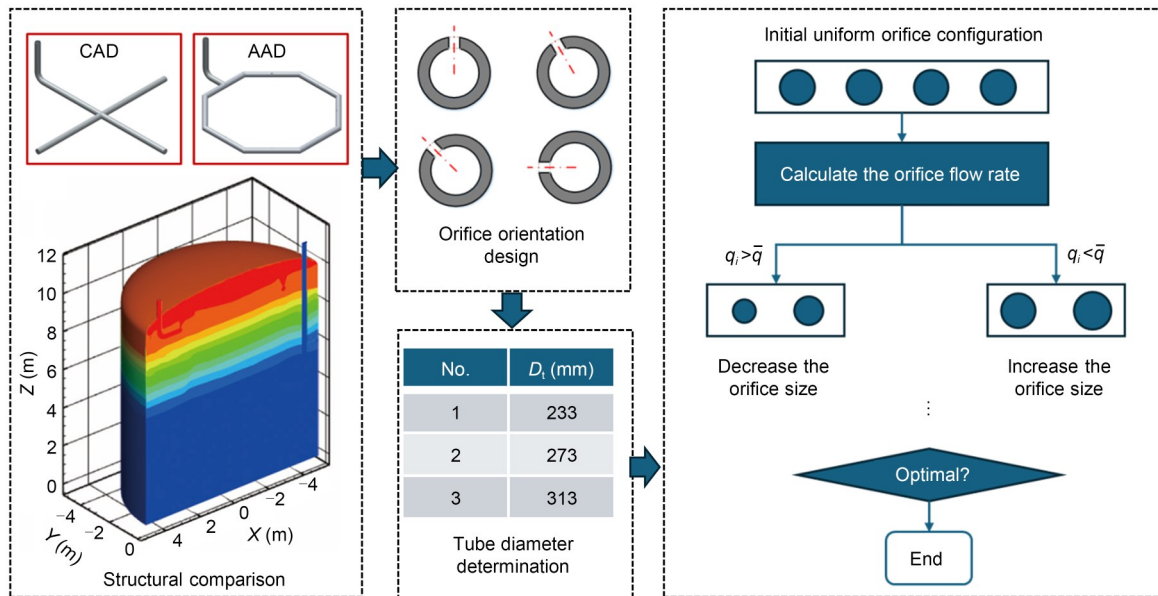 CAD
AAD
12
10
8
6
4
2
0
Z (m)
−4
−2
0
Y (m)
4
2
0
−2
−4
X (m)
Structural comparison
Orifice orientation
design
No.
Dt (mm)
1
233
2
273
3
313
Tube diameter
determination
Initial uniform orifice configuration
Calculate the orifice flow rate
qi>q̅
qi<q̅
Decrease the
orifice size
Increase the
orifice size
⋮
Optimal?
End